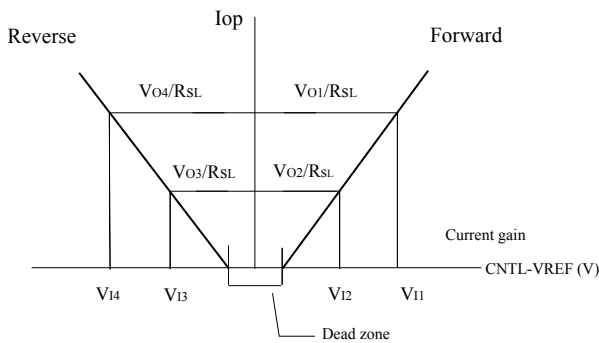 Iop
Reverse
Forward
VO4/RSL
VO1/RSL
VO3/RSL
VO2/RSL
Current gain
CNTL-VREF (V)
VI4
VI3
VI2
VI1
Dead zone